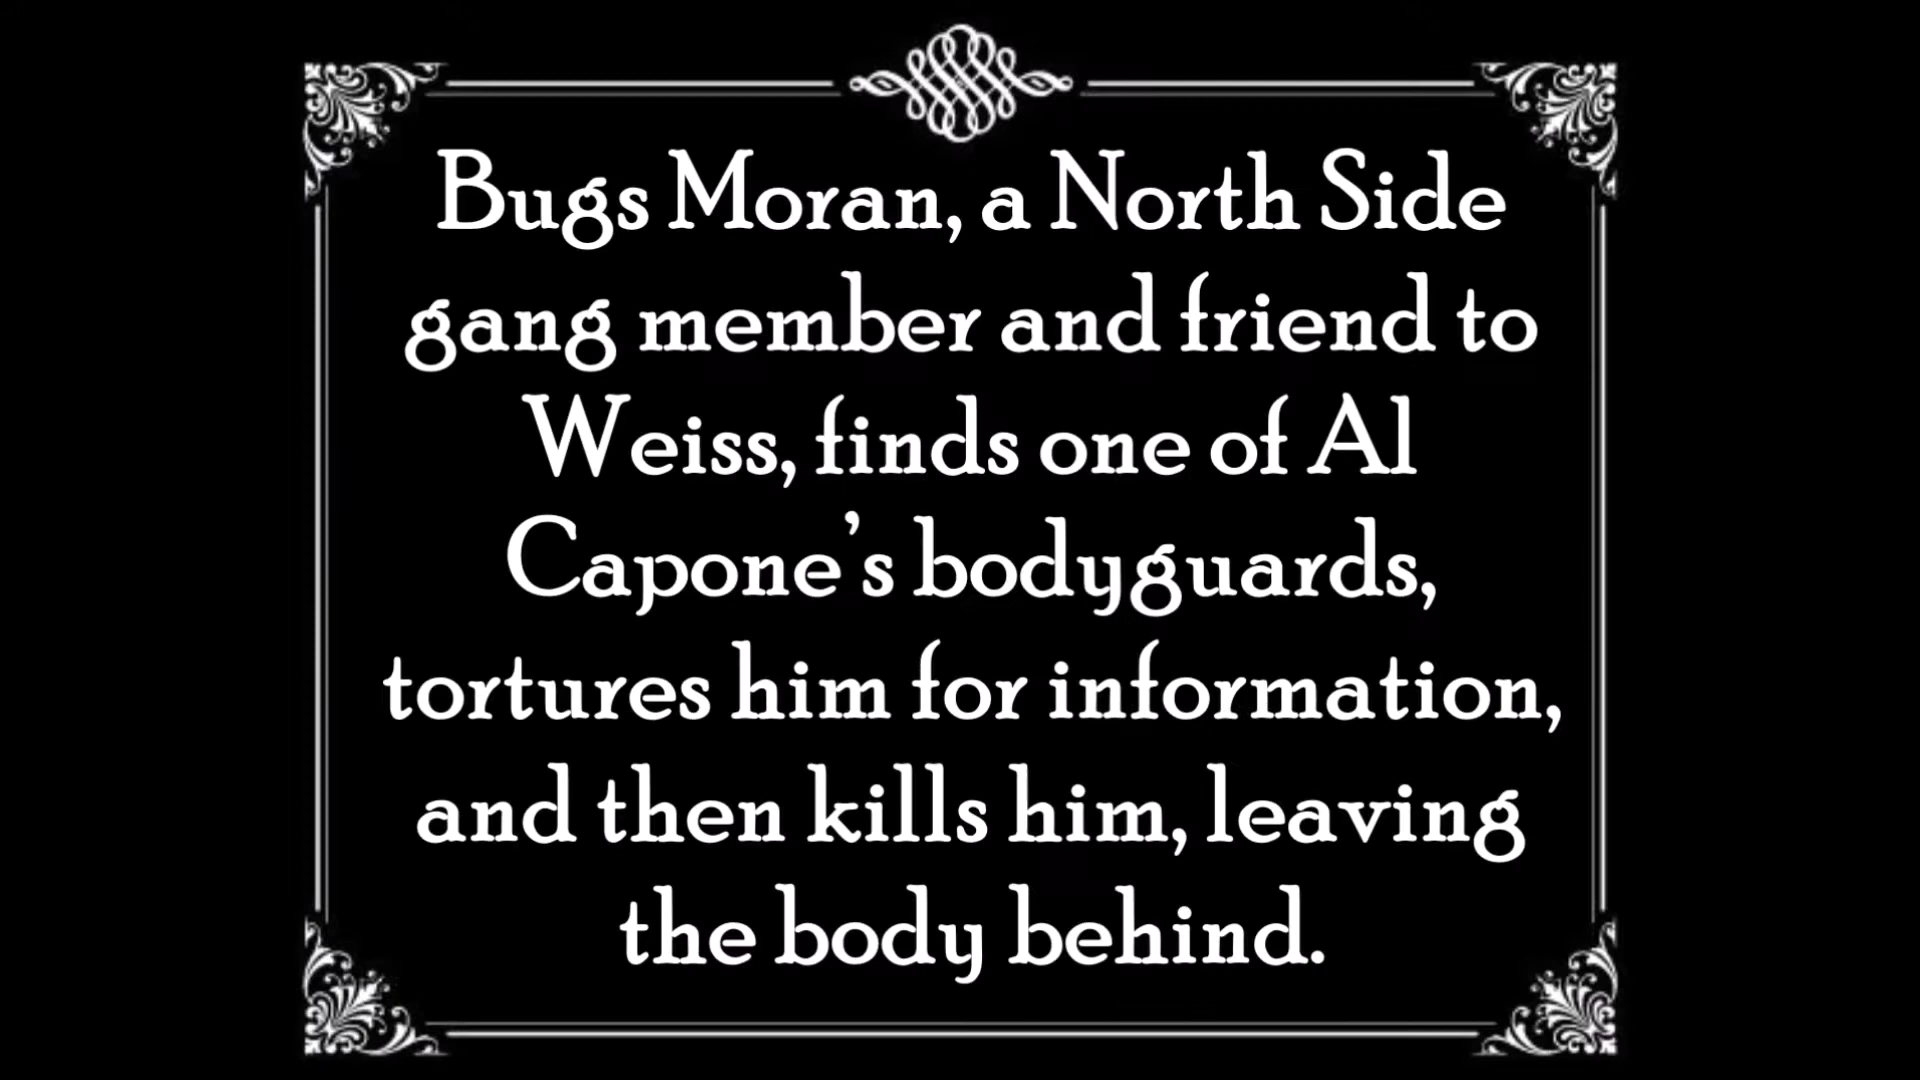 Bugs Moran, a North Side
gang member and friend to
Weiss, finds one of Al
Capone’s bodyguards,
tortures him for information,
and then kills him, leaving
the body behind.